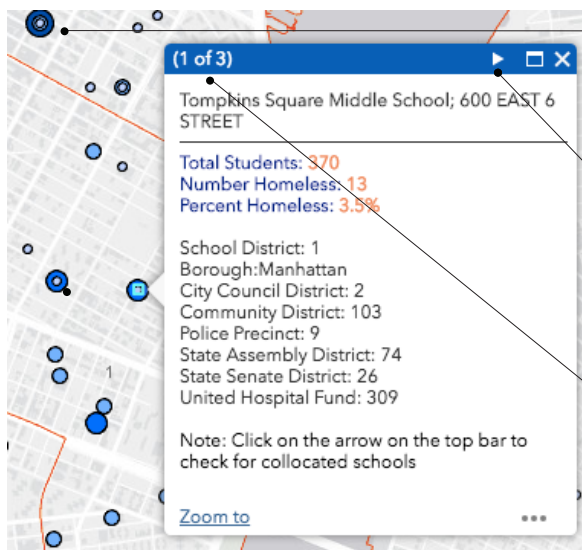 (1 of 3)
Tompkins Square Middle School; 600 EAST 6
STREET
Total Students: 370
Number Homeless: 13
Percent Homeless: 3.5%
School District: 1
Borough:Manhattan
City Council District: 2
Community District: 103
Police Precinct: 9
State Assembly District: 74
State Senate District: 26
United Hospital Fund: 309
1
Note: Click on the arrow on the top bar to
check for collocated schools
Zoom to